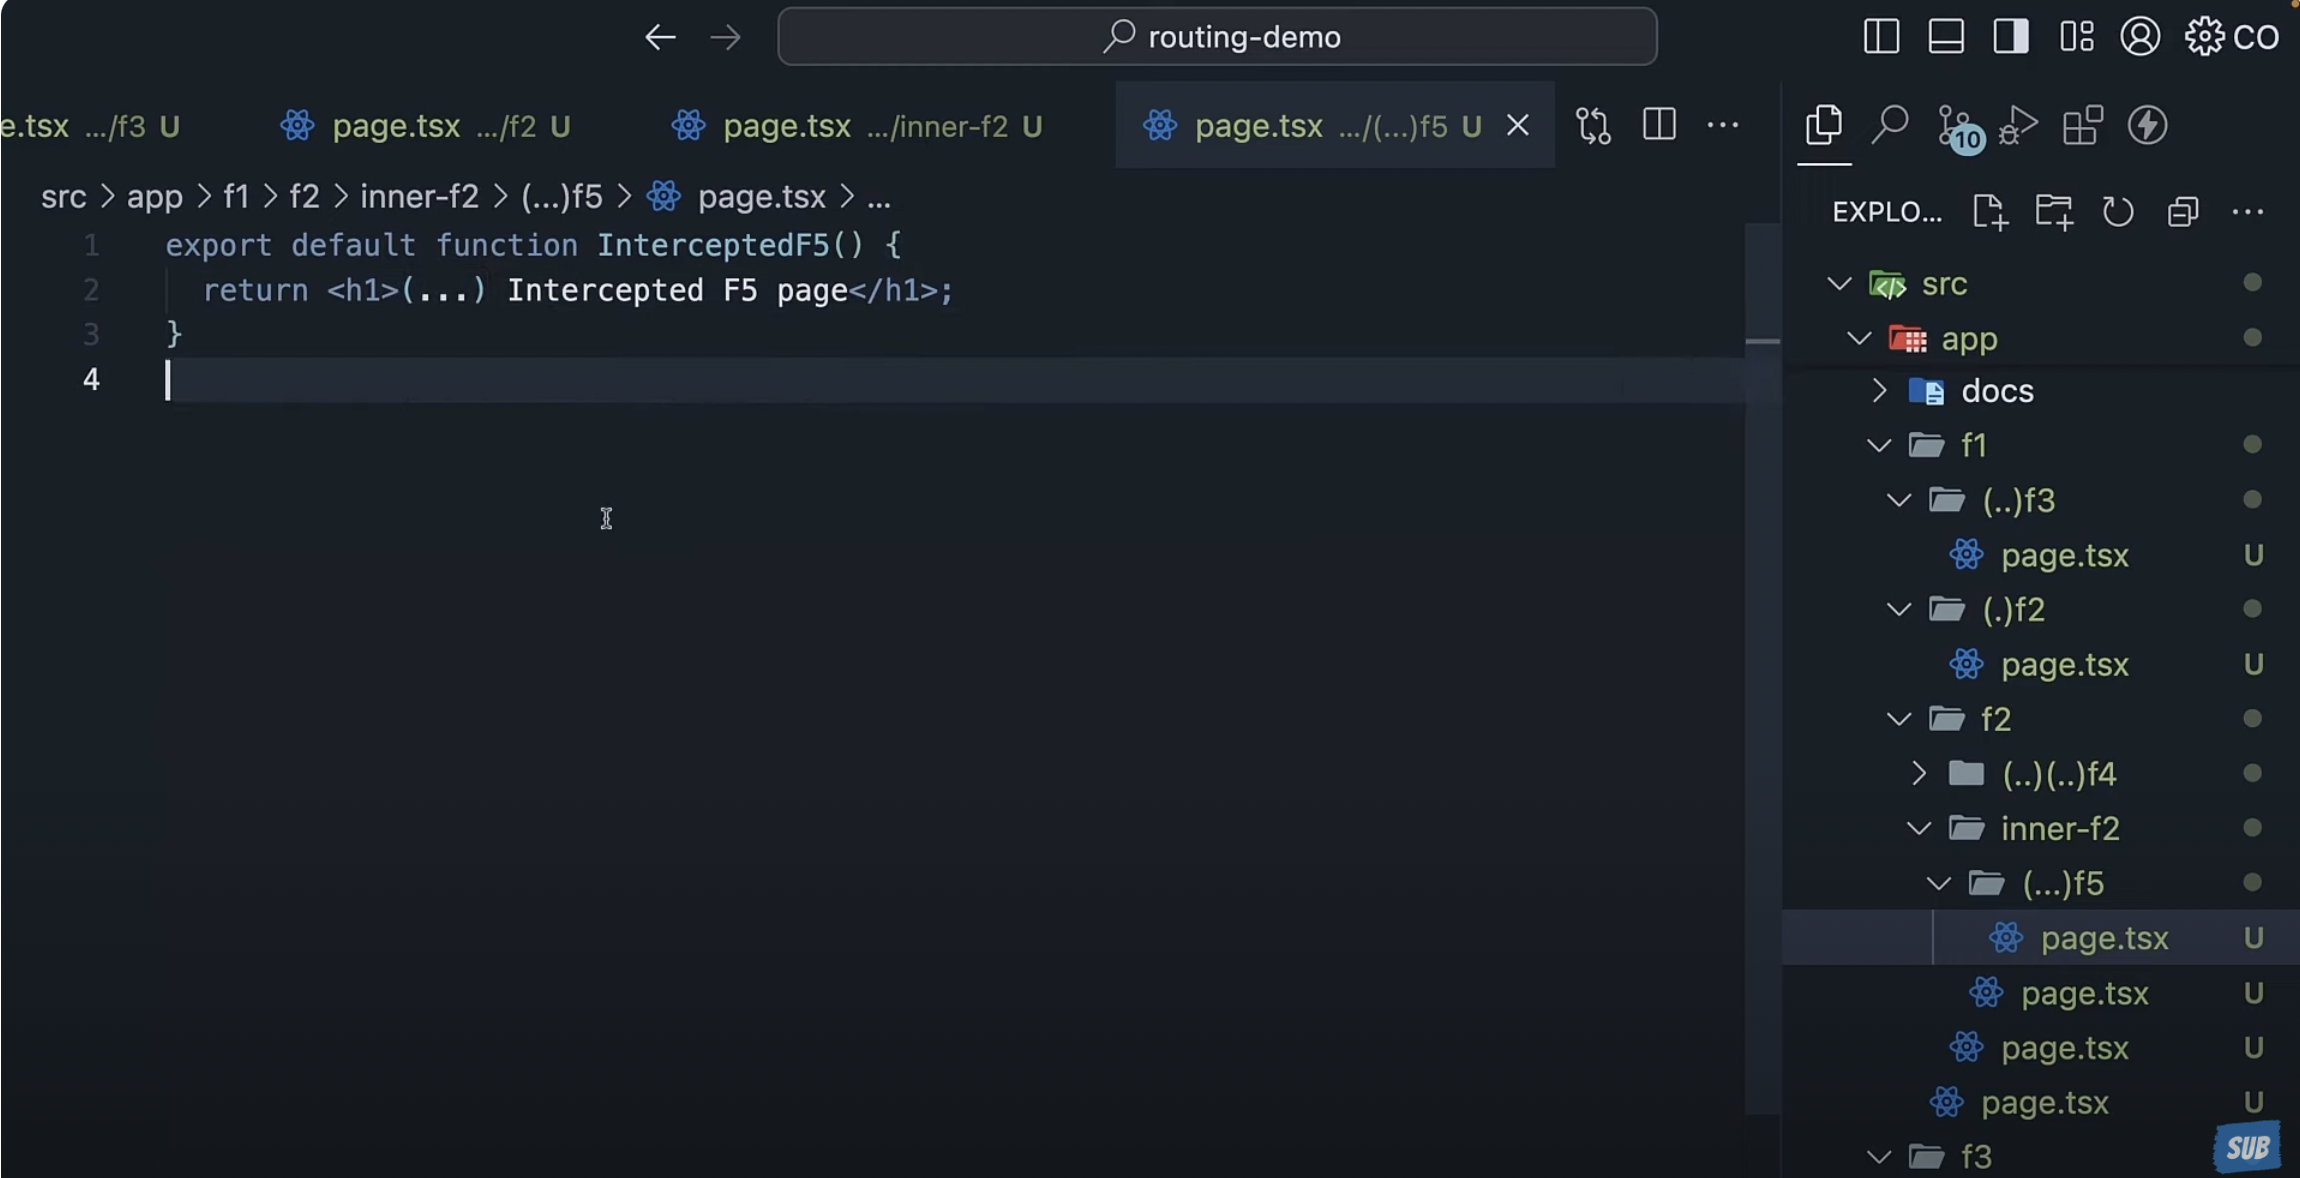 routing-demo
CO
e.tsx .../f3 U
page.tsx .../f2 U
page.tsx .../inner-f2 U
page.tsx .../(...)f5 U
src > app > f1 > f2 > inner-f2 > (...)f5 > page.tsx > ...
1 export default function InterceptedF5() {
2 return <h1>(...) Intercepted F5 page</h1>;
3 }
4
10
EXPLO...
src
app
docs
f1
(..)f3
page.tsx U
(.)f2
page.tsx U
f2
(..)(..)f4
inner-f2
(...)f5
page.tsx U
page.tsx U
page.tsx U
page.tsx U
f3
SUB